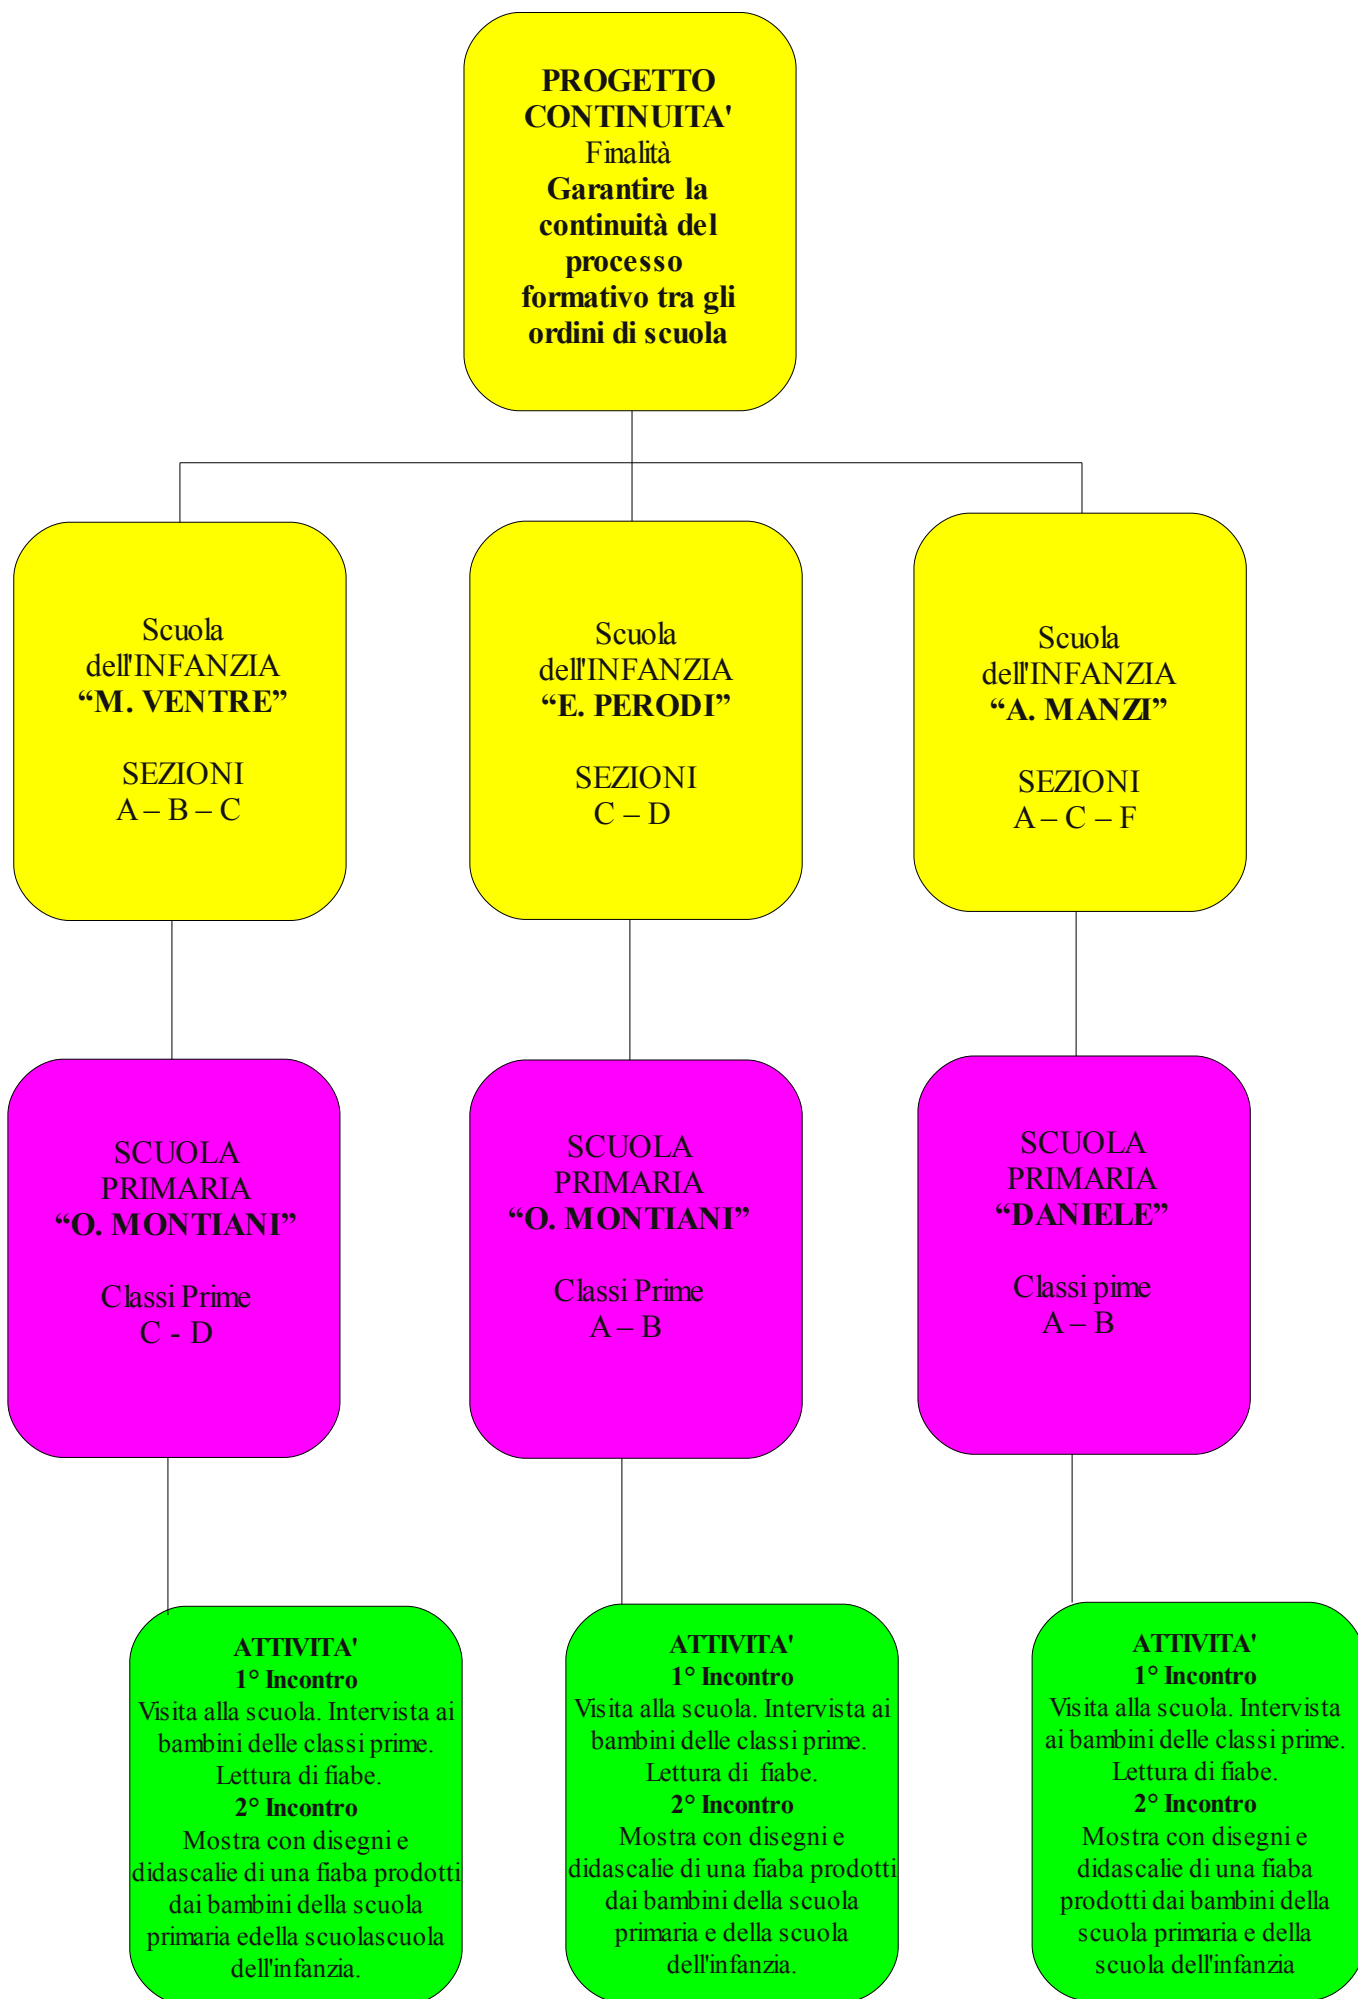 PROGETTO
CONTINUITA'
Finalità
Garantire la
continuità del
processo
formativo tra gli
ordini di scuola
Scuola
dell'INFANZIA
“M. VENTRE”
SEZIONI
A – B – C
Scuola
dell'INFANZIA
“E. PERODI”
SEZIONI
C – D
Scuola
dell'INFANZIA
“A. MANZI”
SEZIONI
A – C – F
SCUOLA
PRIMARIA
“O. MONTIANI”
Classi Prime
C - D
SCUOLA
PRIMARIA
“O. MONTIANI”
Classi Prime
A – B
SCUOLA
PRIMARIA
“DANIELE”
Classi pime
A – B
ATTIVITA'
1° Incontro
Visita alla scuola. Intervista ai
bambini delle classi prime.
Lettura di fiabe.
2° Incontro
Mostra con disegni e
didascalie di una fiaba prodotti
dai bambini della scuola
primaria edella scuolascuola
dell'infanzia.
ATTIVITA'
1° Incontro
Visita alla scuola. Intervista ai
bambini delle classi prime.
Lettura di fiabe.
2° Incontro
Mostra con disegni e
didascalie di una fiaba prodotti
dai bambini della scuola
primaria e della scuola
dell'infanzia.
ATTIVITA'
1° Incontro
Visita alla scuola. Intervista
ai bambini delle classi prime.
Lettura di fiabe.
2° Incontro
Mostra con disegni e
didascalie di una fiaba
prodotti dai bambini della
scuola primaria e della
scuola dell'infanzia